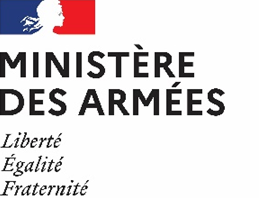 MINISTÈRE
DES ARMÉES
Liberté
Égalité
Fraternité